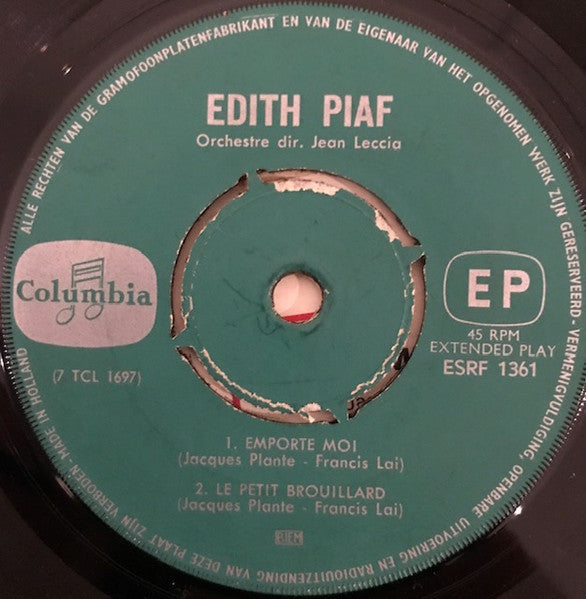 ALLE RECHTEN VAN DE GRAMOFOONPLATENFABRIKANT EN VAN DE EIGENAAR VAN HET OPGENOMEN WERK ZIJN GERESERVEERD - VERMENIGVULDIGING, OPENBARE UITVOERING EN RADIOUITZENDING VAN DEZE PLAAT ZIJN VERBODEN - MADE IN HOLLAND
EDITH PIAF
Orchestre dir. Jean Leccia
Columbia
(7 TCL 1697)
EP
45 RPM
EXTENDED PLAY
ESRF 1361
1. EMPORTE MOI
(Jacques Plante - Francis Lai)
2. LE PETIT BROUILLARD
(Jacques Plante - Francis Lai)
BIEM